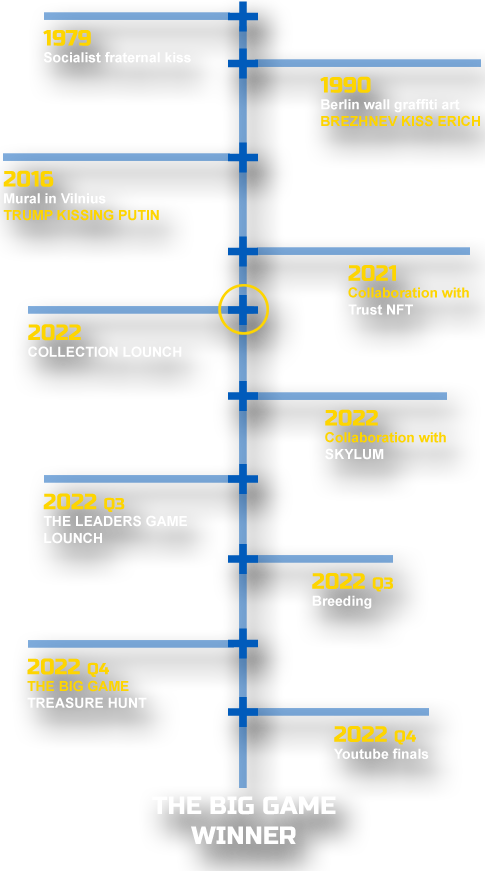 1979
Socialist fraternal kiss
1990
Berlin wall graffiti art
BREZHNEV KISS ERICH
2016
Mural in Vilnius
TRUMP KISSING PUTIN
2021
Collaboration with
Trust NFT
2022
COLLECTION LOUNCH
2022
Collaboration with
SKYLUM
2022 Q3
THE LEADERS GAME
LOUNCH
2022 Q3
Breeding
2022 Q4
THE BIG GAME
TREASURE HUNT
2022 Q4
Youtube finals
THE BIG GAME
WINNER